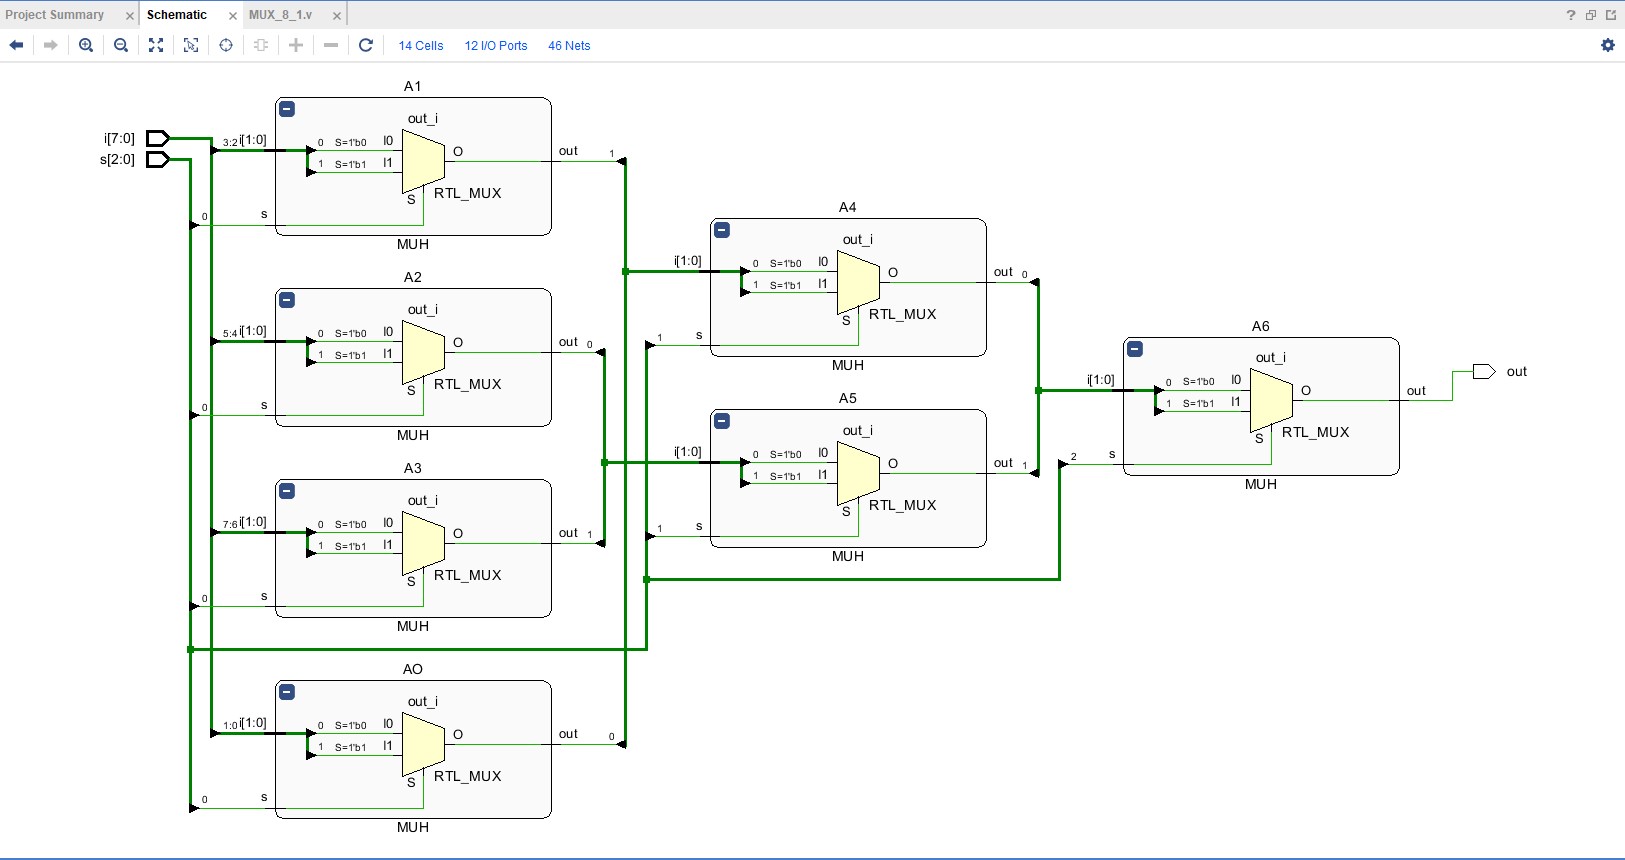 Project Summary × Schematic × MUX_8_1.v ×
?
14 Cells 12 I/O Ports 46 Nets
i[7:0]
s[2:0]
A1
out_i
3:2 i[1:0] 0 S=1'b0 I0
1 S=1'b1 I1
O out 1
S RTL_MUX
0 s
MUH
A2
out_i
5:4 i[1:0] 0 S=1'b0 I0
1 S=1'b1 I1
O out 0
S RTL_MUX
0 s
MUH
A3
out_i
7:6 i[1:0] 0 S=1'b0 I0
1 S=1'b1 I1
O out 1
S RTL_MUX
0 s
MUH
AO
out_i
1:0 i[1:0] 0 S=1'b0 I0
1 S=1'b1 I1
O out 0
S RTL_MUX
0 s
MUH
A4
out_i
i[1:0] 0 S=1'b0 I0
1 S=1'b1 I1
O out 0
S RTL_MUX
1 s
MUH
A5
out_i
i[1:0] 0 S=1'b0 I0
1 S=1'b1 I1
O out 1
S RTL_MUX
1 s
MUH
A6
out_i
i[1:0] 0 S=1'b0 I0
1 S=1'b1 I1
O out
S RTL_MUX
2 s
MUH
out